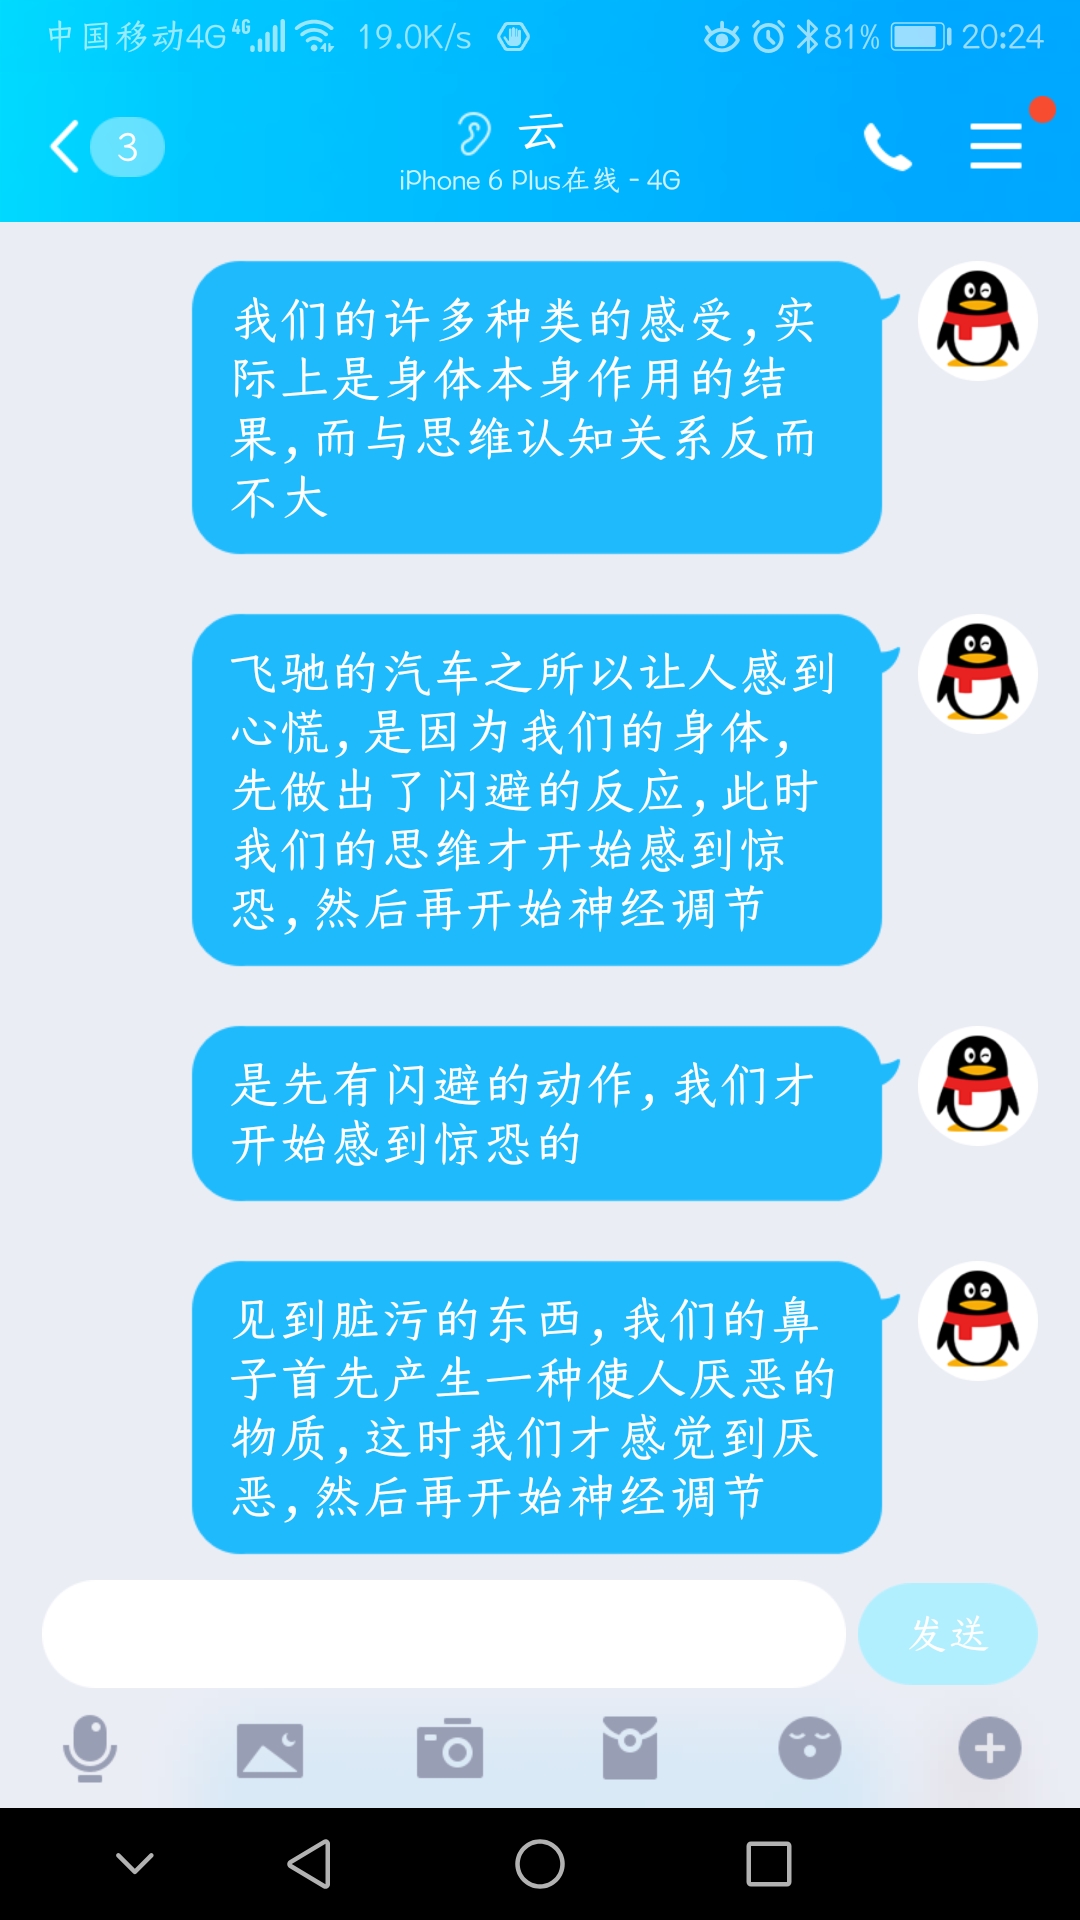 中国移动4G 4G 19.0K/s 81% 20:24
3 云
iPhone 6 Plus在线 - 4G
我们的许多种类的感受,实
际上是身体本身作用的结
果,而与思维认知关系反而
不大
飞驰的汽车之所以让人感到
心慌,是因为我们的身体,
先做出了闪避的反应,此时
我们的思维才开始感到惊
恐,然后再开始神经调节
是先有闪避的动作,我们才
开始感到惊恐的
见到脏污的东西,我们的鼻
子首先产生一种使人厌恶的
物质,这时我们才感觉到厌
恶,然后再开始神经调节
发送